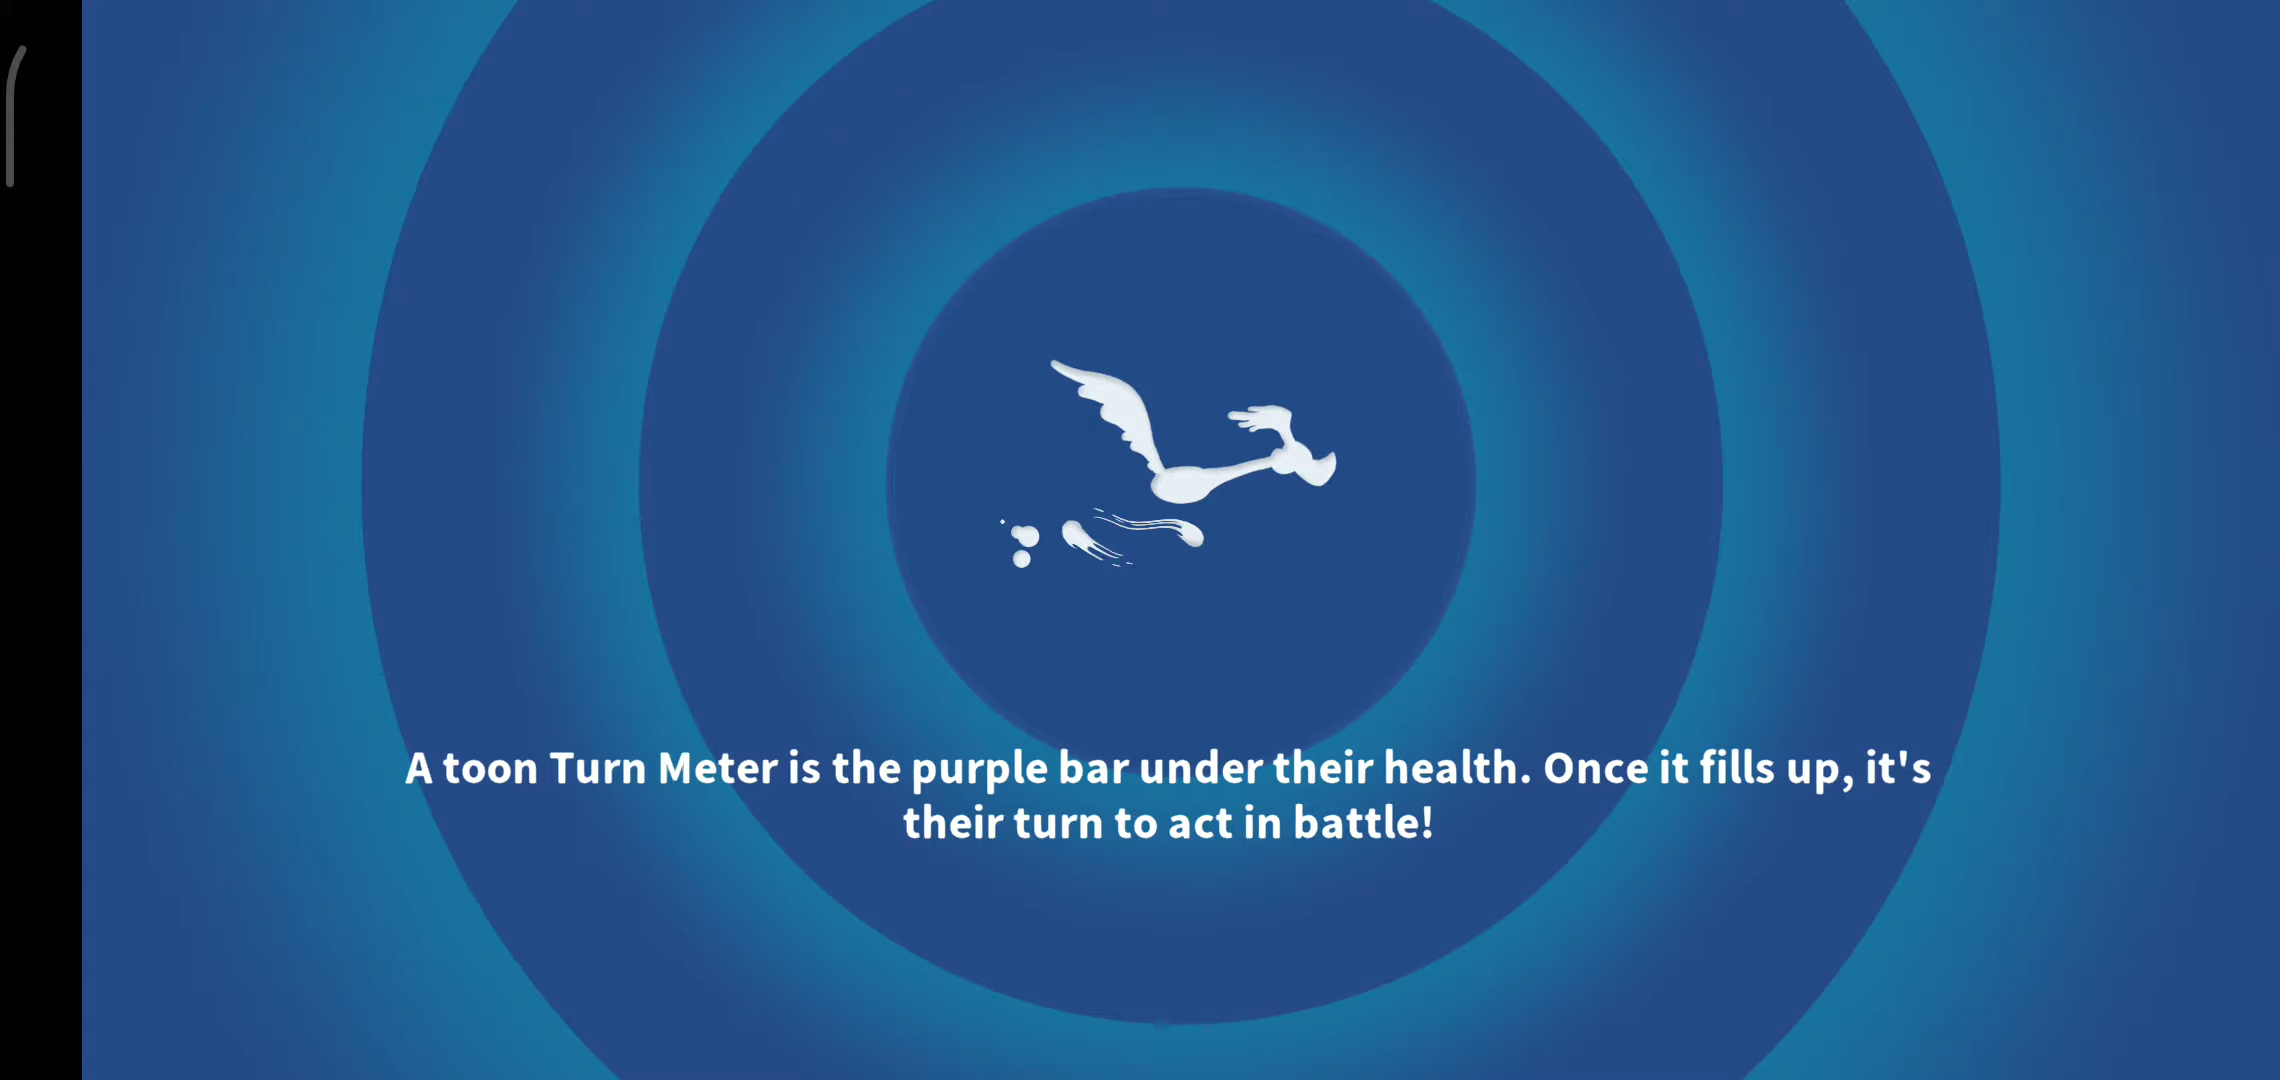 A toon Turn Meter is the purple bar under their health. Once it fills up, it's
their turn to act in battle!